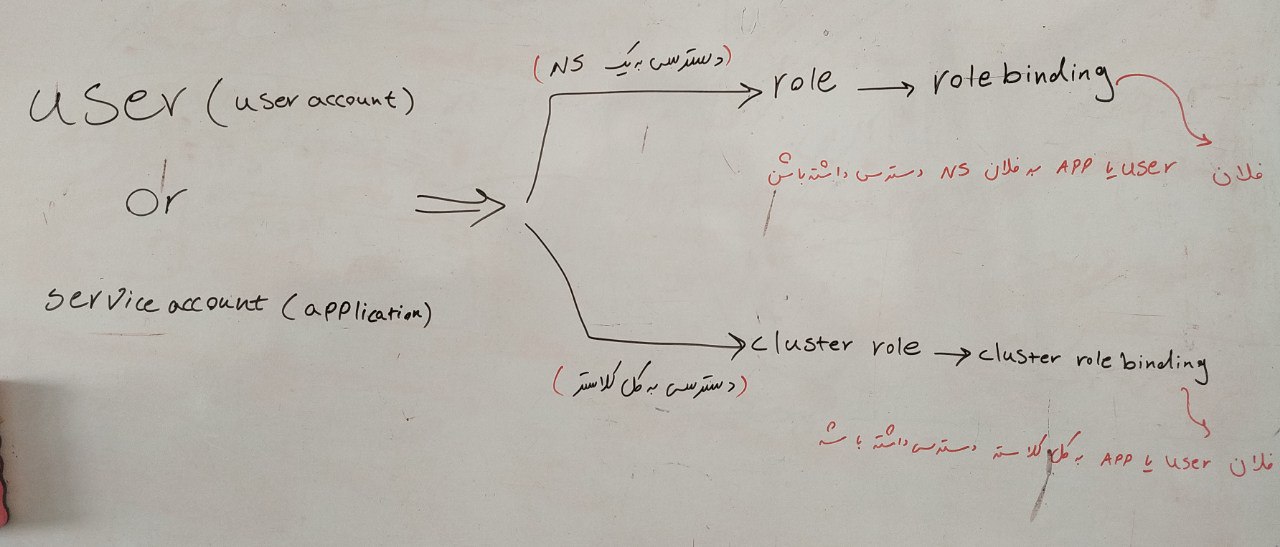 user (user account)
or
service account (application)
(دسترسی به یک NS)
role → role binding
فلان user یا APP به فلان NS دسترسی داشته باشن
(دسترسی به کل کلاستر)
cluster role → cluster role binding
فلان user یا APP به کل کلاستر دسترسی داشته باشه